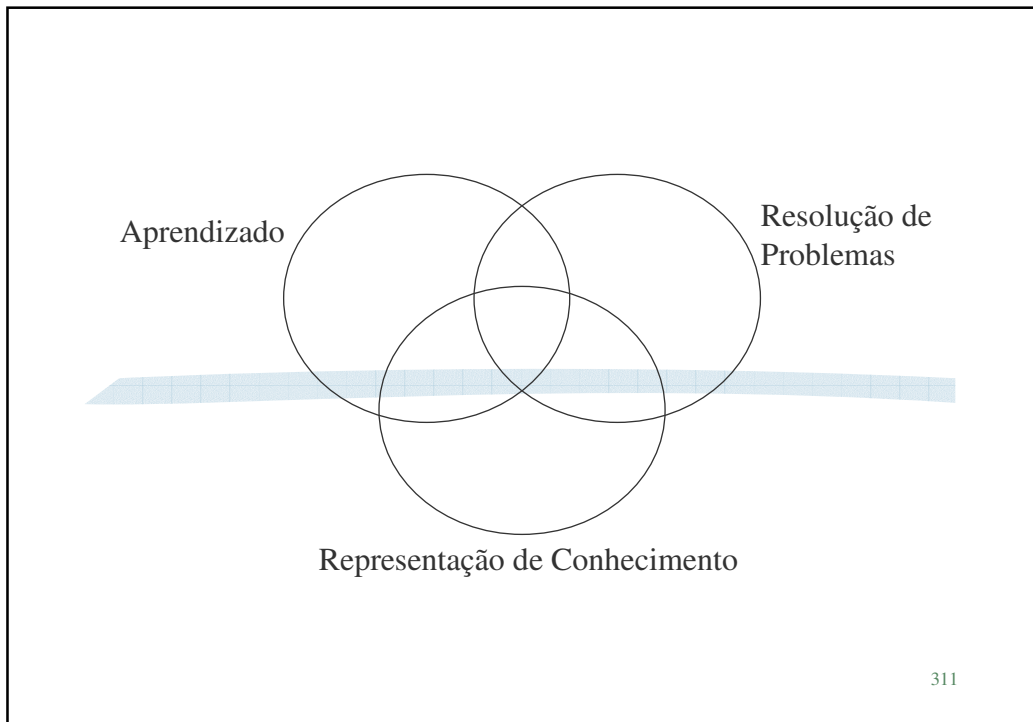 Aprendizado
Resolução de
Problemas
Representação de Conhecimento
311